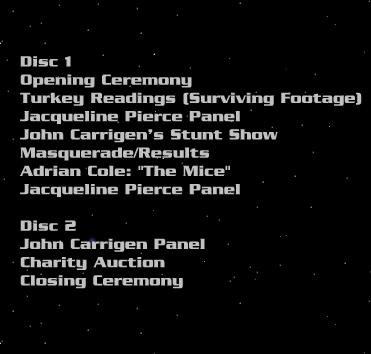 Disc 1
Opening Ceremony
Turkey Readings (Surviving Footage)
Jacqueline Pierce Panel
John Carrigen's Stunt Show
Masquerade/Results
Adrian Cole: "The Mice"
Jacqueline Pierce Panel
Disc 2
John Carrigen Panel
Charity Auction
Closing Ceremony